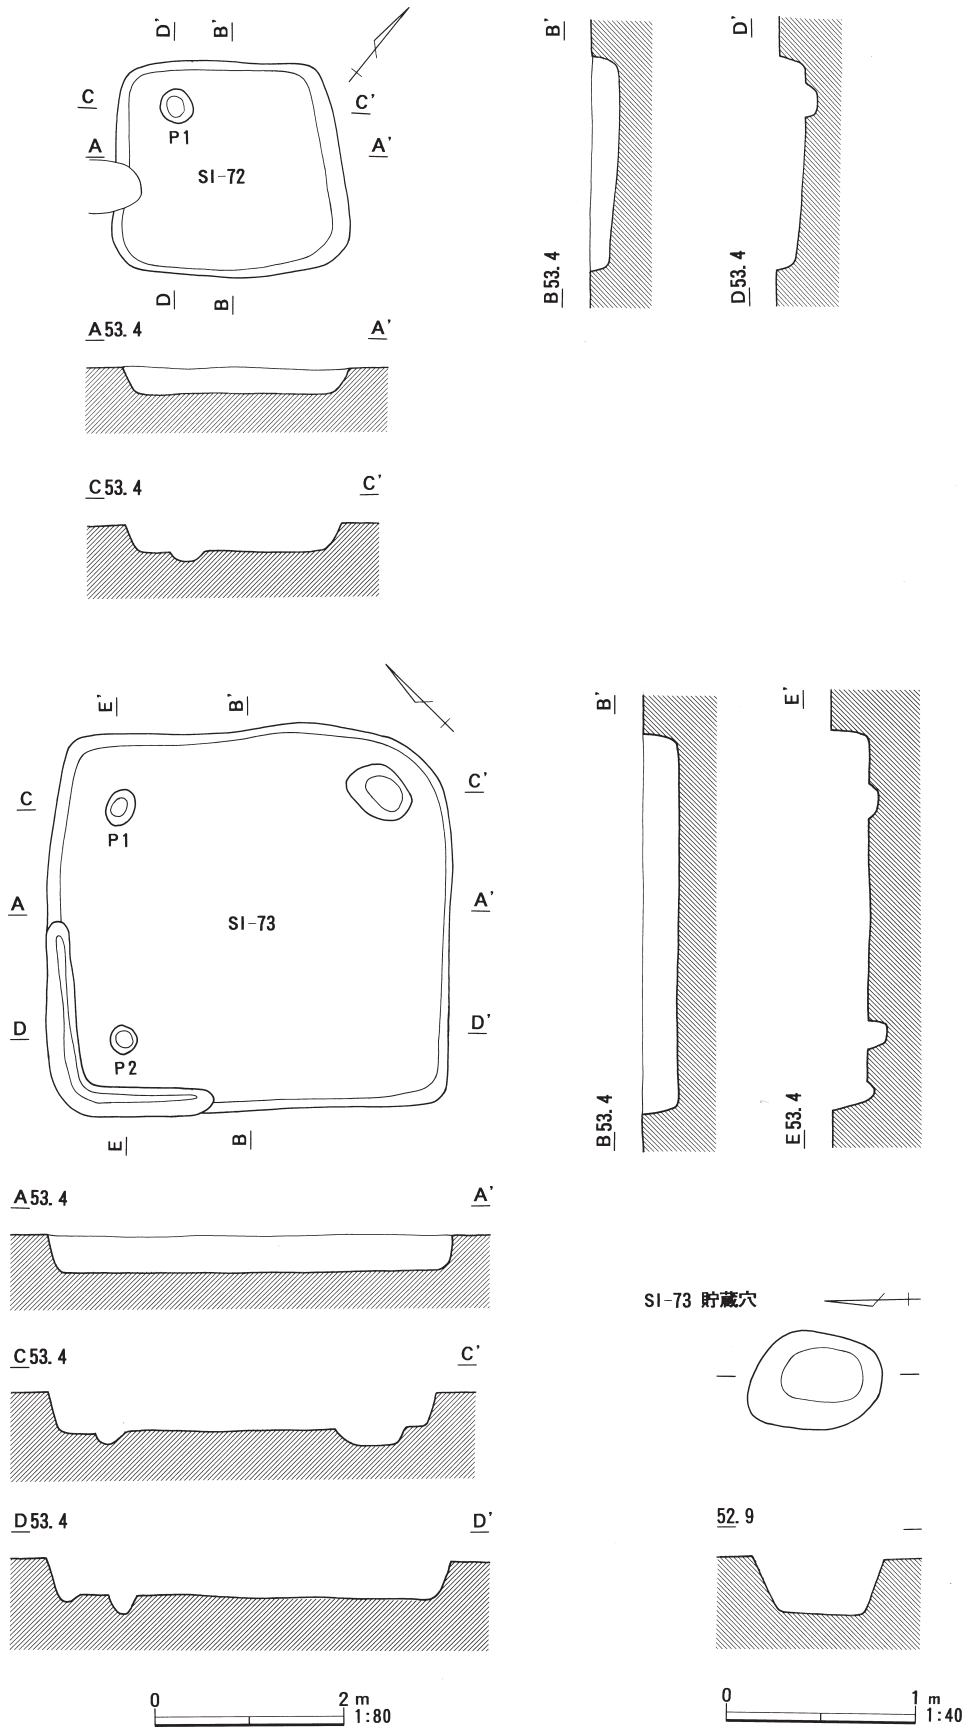 D' B'
C C'
P1
A A'
SI-72
D B
A53.4 A'
C53.4 C'
B'
B53.4
D'
D53.4
E' B'
C C'
P1
A A'
SI-73
D D'
P2
E B
A53.4 A'
C53.4 C'
D53.4 D'
B'
B53.4
E'
E53.4
SI-73 貯蔵穴
52.9
0 2 m
1:80
0 1 m
1:40